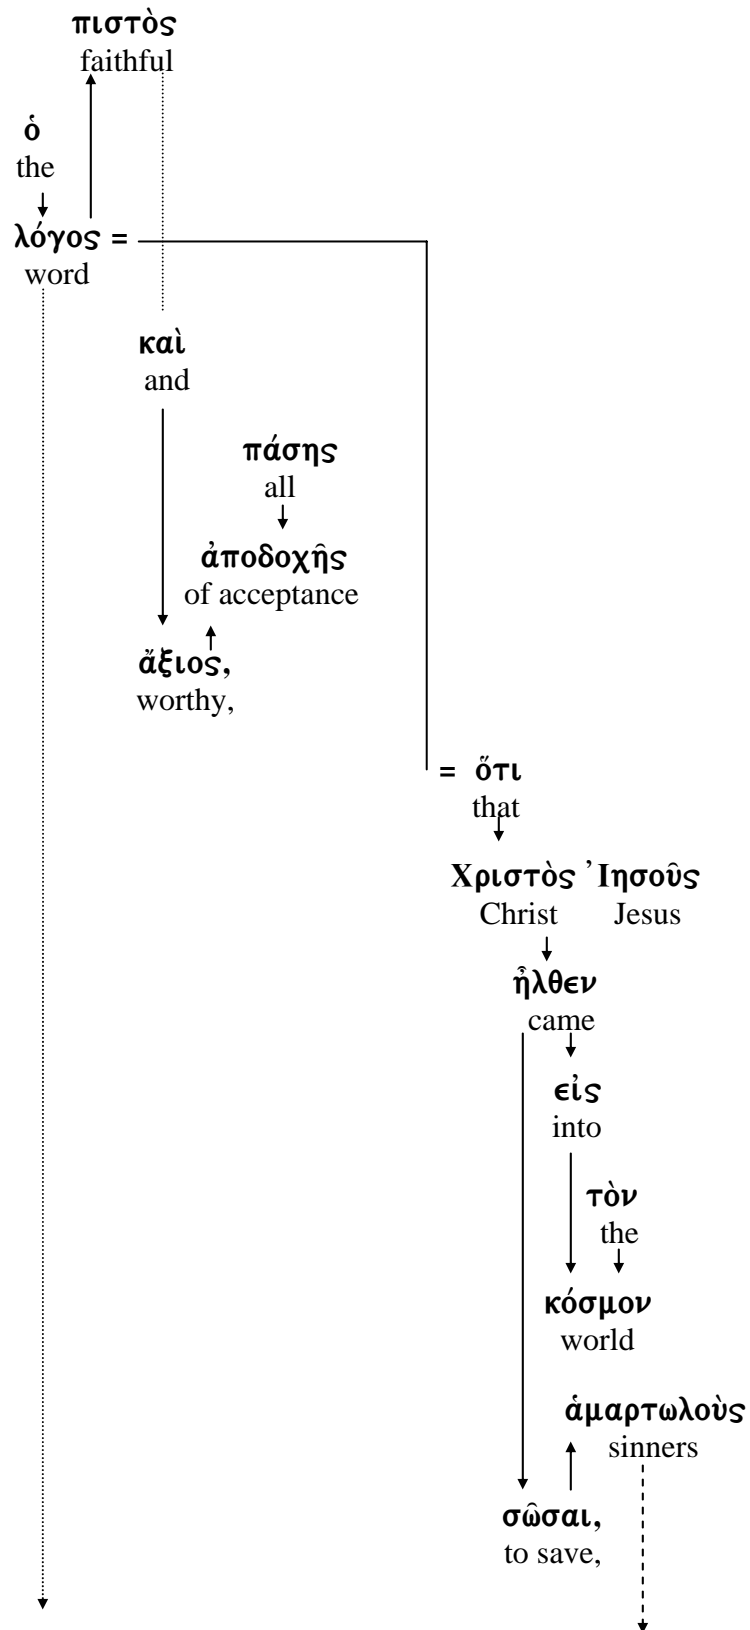 πιστὸς
faithful
ὁ
the
λόγος =
word
καὶ
and
πάσης
all
ἀποδοχῆς
of acceptance
ἄξιος,
worthy,
= ὅτι
that
Χριστὸς Ἰησοῦς
Christ Jesus
ἦλθεν
came
εἰς
into
τὸν
the
κόσμον
world
ἁμαρτωλοὺς
sinners
σῶσαι,
to save,